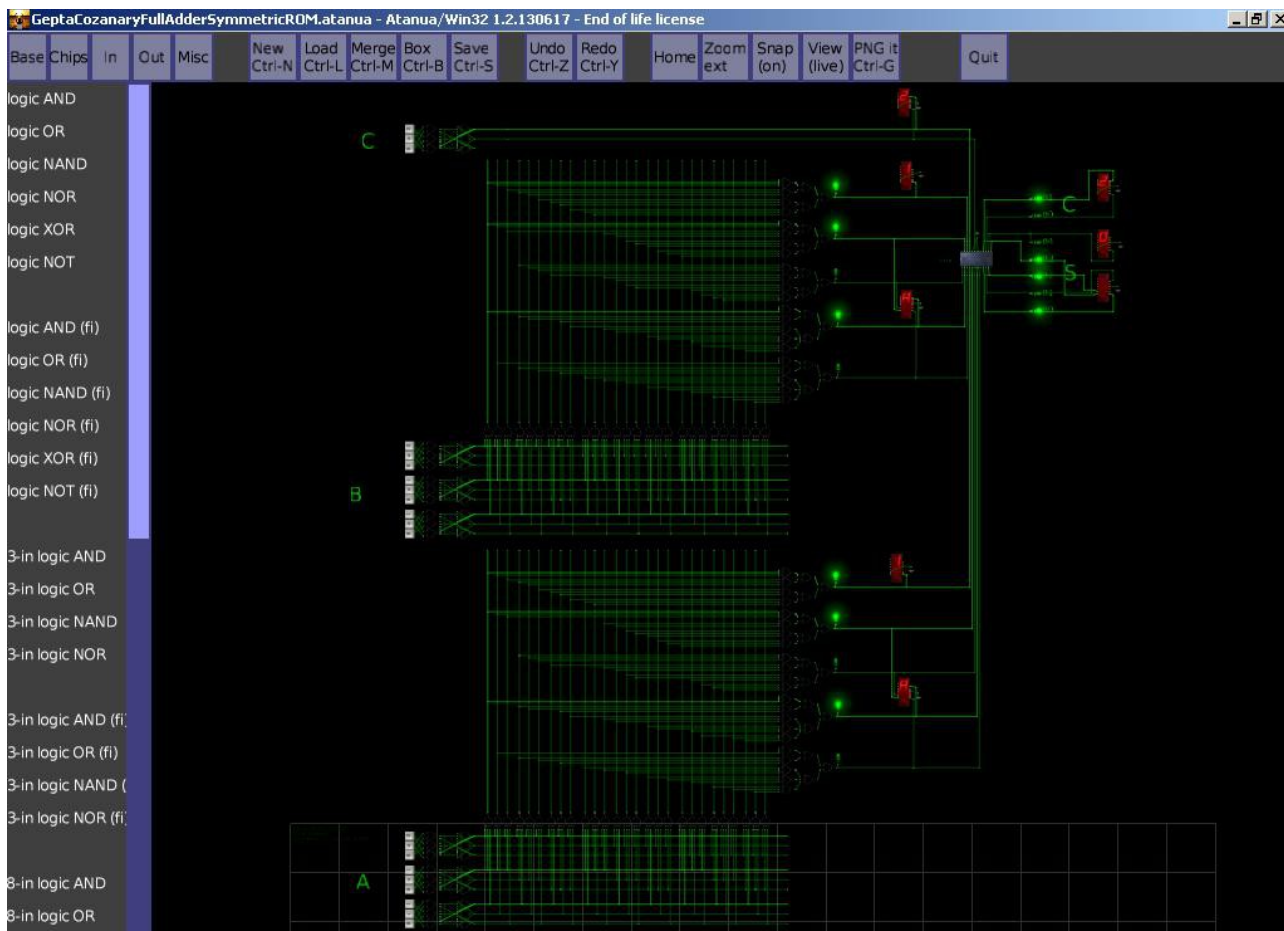 GeptaCozanaryFullAdderSymmetricROM.atanua - Atanua/Win32 1.2.130617 - End of life license
Base Chips In Out Misc New Ctrl-N Load Ctrl-L Merge Ctrl-M Box Ctrl-B Save Ctrl-S Undo Ctrl-Z Redo Ctrl-Y Home Zoom ext Snap (on) View (live) PNG it Ctrl-G Quit
logic AND
logic OR
logic NAND
logic NOR
logic XOR
logic NOT
logic AND (fi)
logic OR (fi)
logic NAND (fi)
logic NOR (fi)
logic XOR (fi)
logic NOT (fi)
3-in logic AND
3-in logic OR
3-in logic NAND
3-in logic NOR
3-in logic AND (fi)
3-in logic OR (fi)
3-in logic NAND (
3-in logic NOR (fi)
8-in logic AND
8-in logic OR
C
C
S
B
A